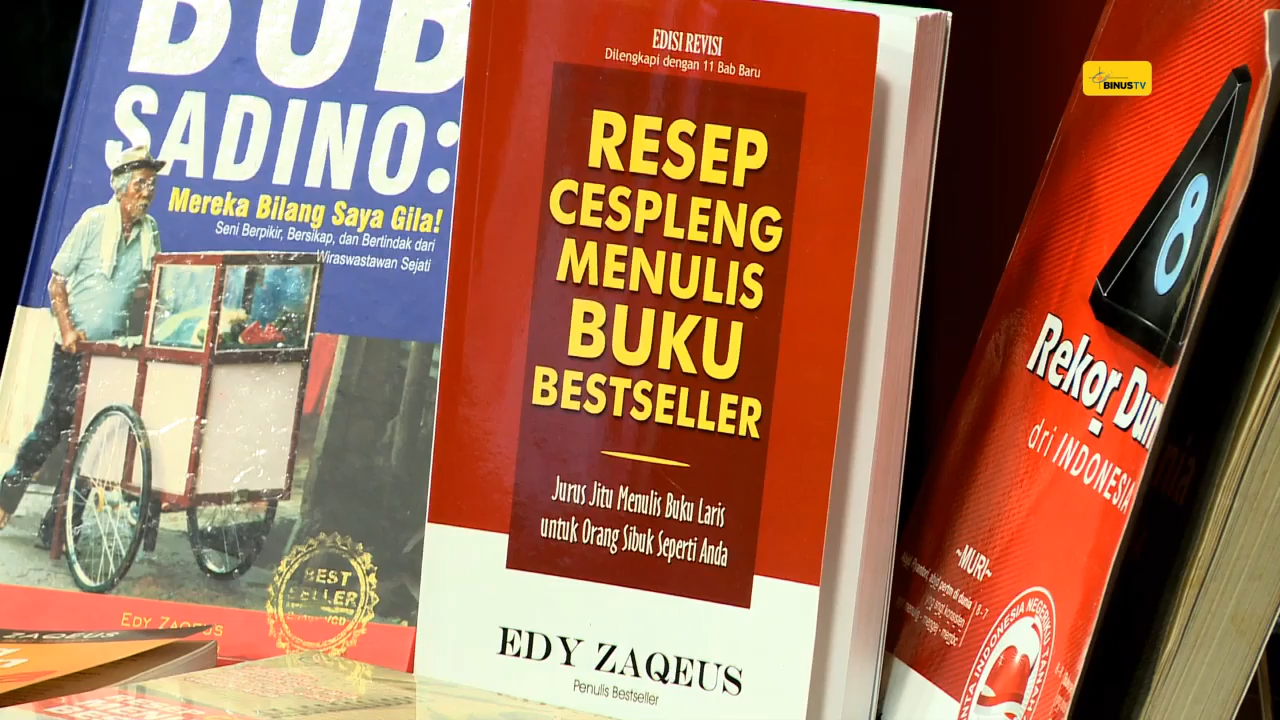 BOB
SADINO:
Mereka Bilang Saya Gila!
Seni Berpikir, Bersikap, dan Bertindak dari
Wiraswastawan Sejati
BEST
SELLER
EDY ZAQEUS
ZAQEUS
EDISI REVISI
Dilengkapi dengan 11 Bab Baru
RESEP
CESPLENG
MENULIS
BUKU
BESTSELLER
Jurus Jitu Menulis Buku Laris
untuk Orang Sibuk Seperti Anda
EDY ZAQEUS
Penulis Bestseller
BINUSTV
8
Rekor Dun
dri INDONESIA
~MURI~